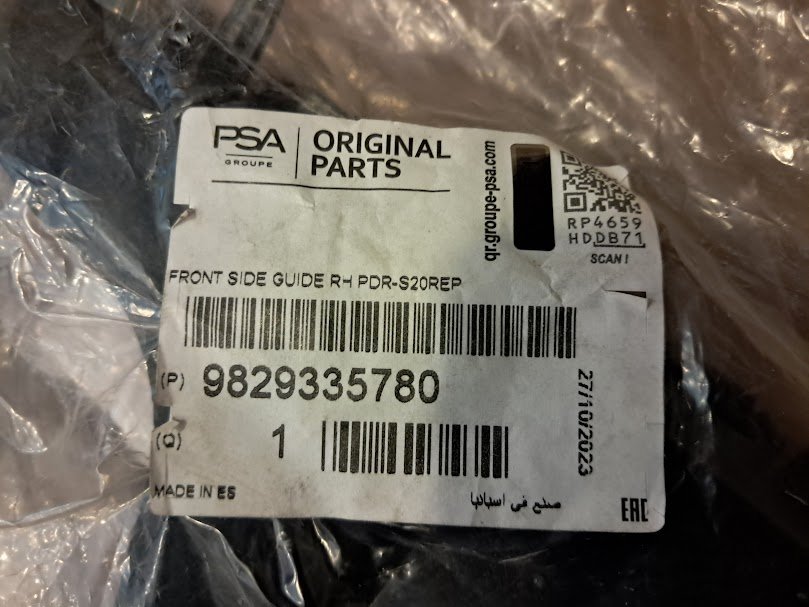 PSA
GROUPE
ORIGINAL
PARTS
qr.groupe-psa.com
RP4659
HDDB71
SCAN !
FRONT SIDE GUIDE RH PDR-S20REP
(P) 9829335780
27/10/2023
(Q) 1
MADE IN ES
صنع في اسبانيا
EAC